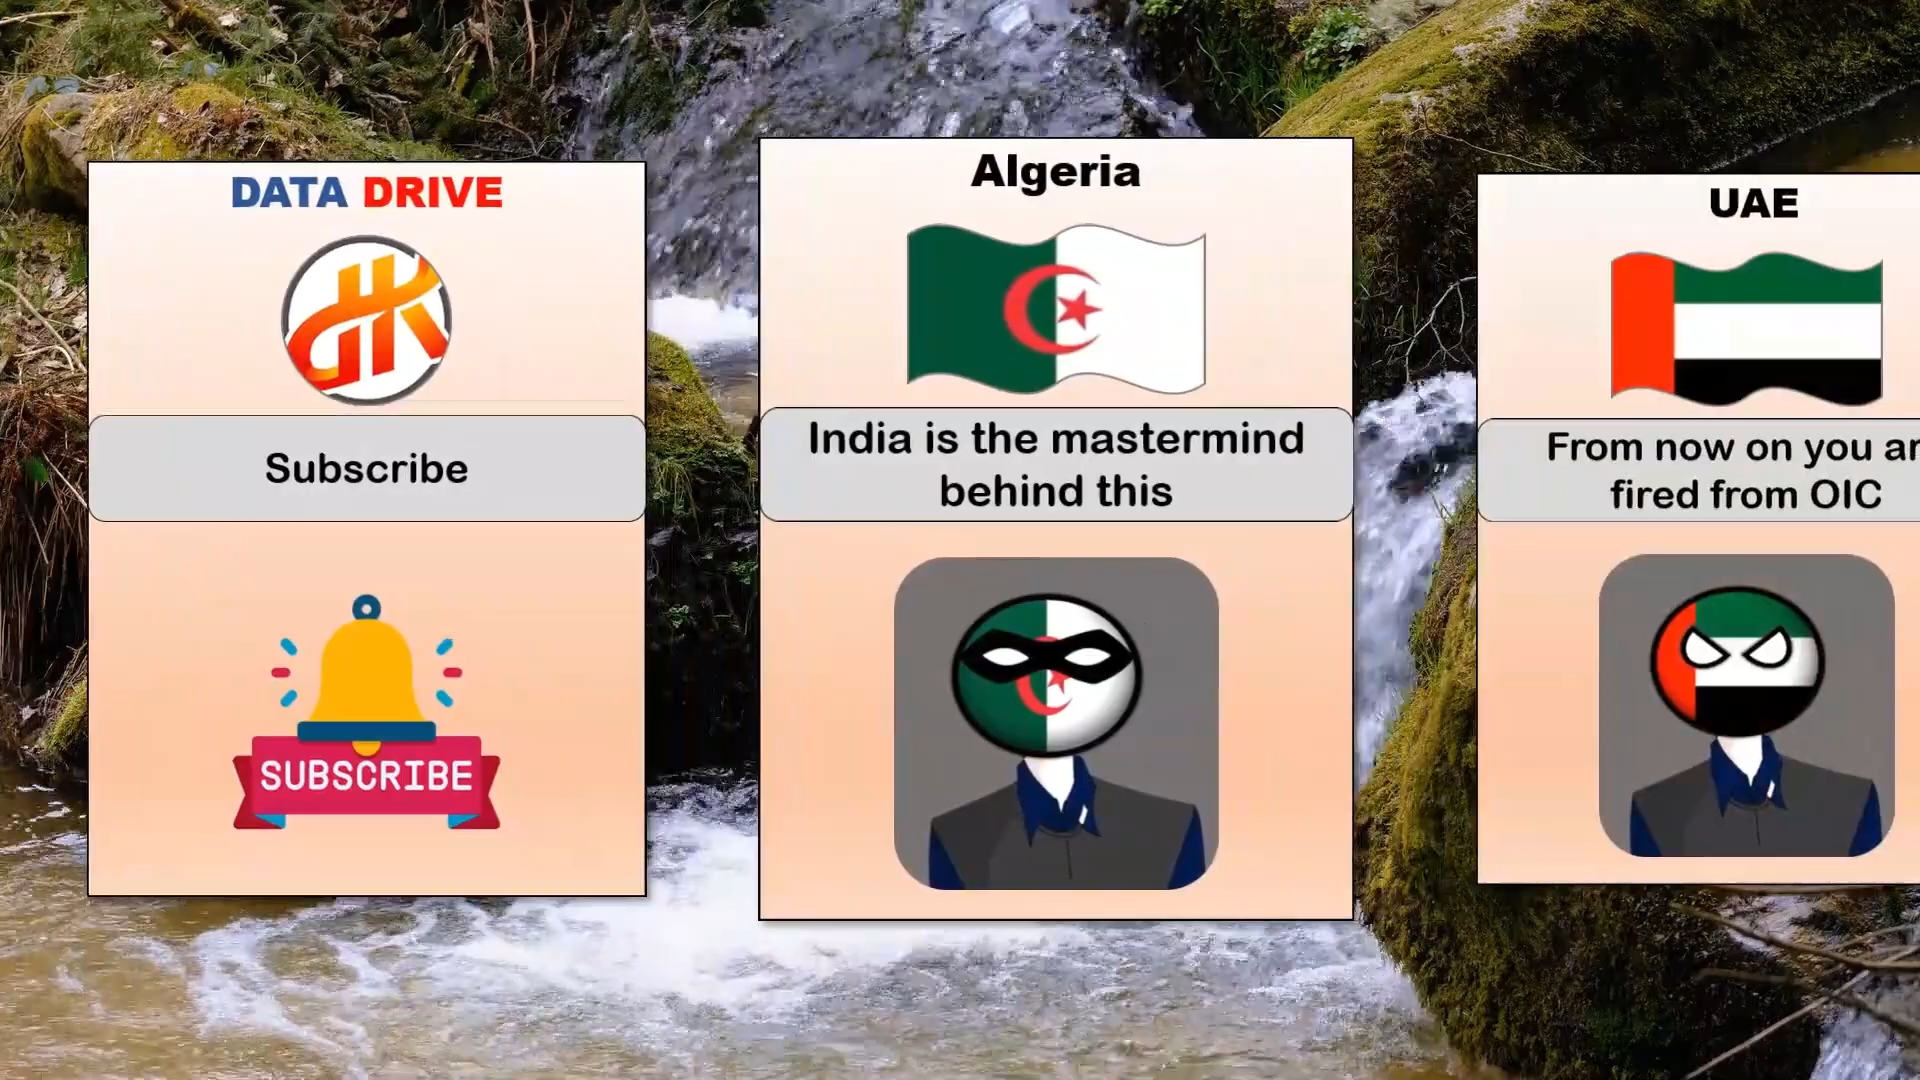 DATA DRIVE
Subscribe
SUBSCRIBE
Algeria
India is the mastermind
behind this
UAE
From now on you
fired from OIC